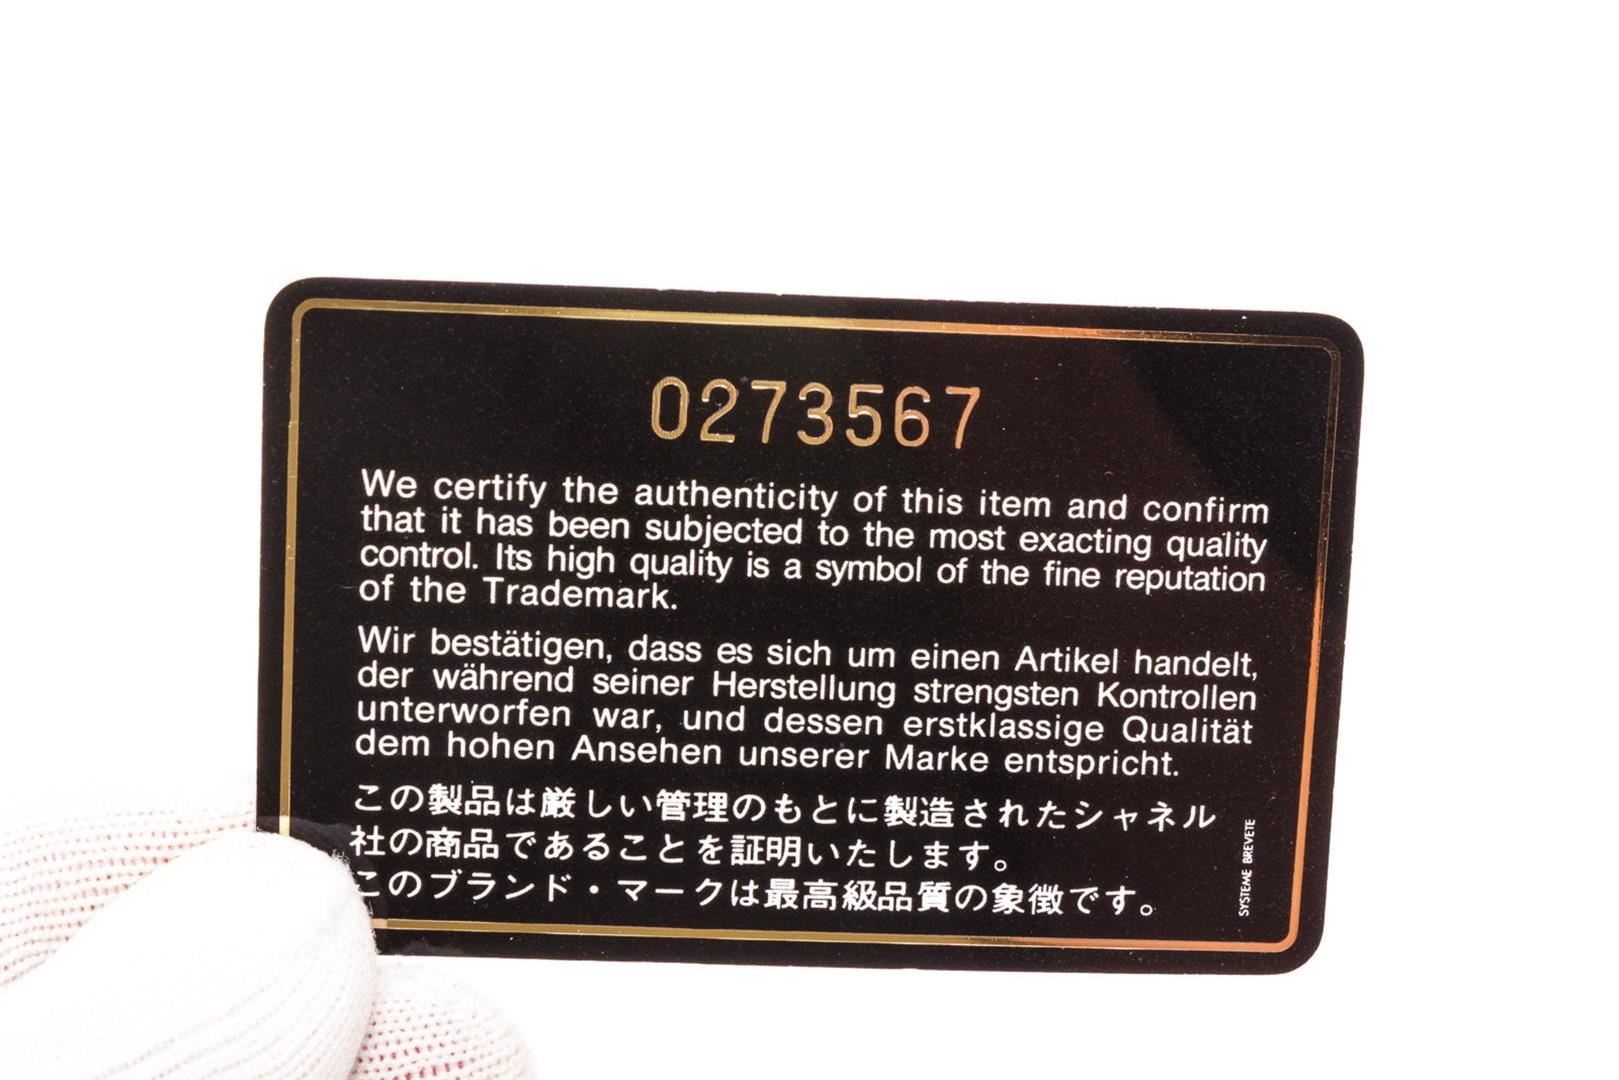 0273567
We certify the authenticity of this item and confirm
that it has been subjected to the most exacting quality
control. Its high quality is a symbol of the fine reputation
of the Trademark.
Wir bestätigen, dass es sich um einen Artikel handelt,
der während seiner Herstellung strengsten Kontrollen
unterworfen war, und dessen erstklassige Qualität
dem hohen Ansehen unserer Marke entspricht.
この製品は厳しい管理のもとに製造されたシャネル
社の商品であることを証明いたします。
このブランド・マークは最高級品質の象徴です。
SYSTEME BREVETE